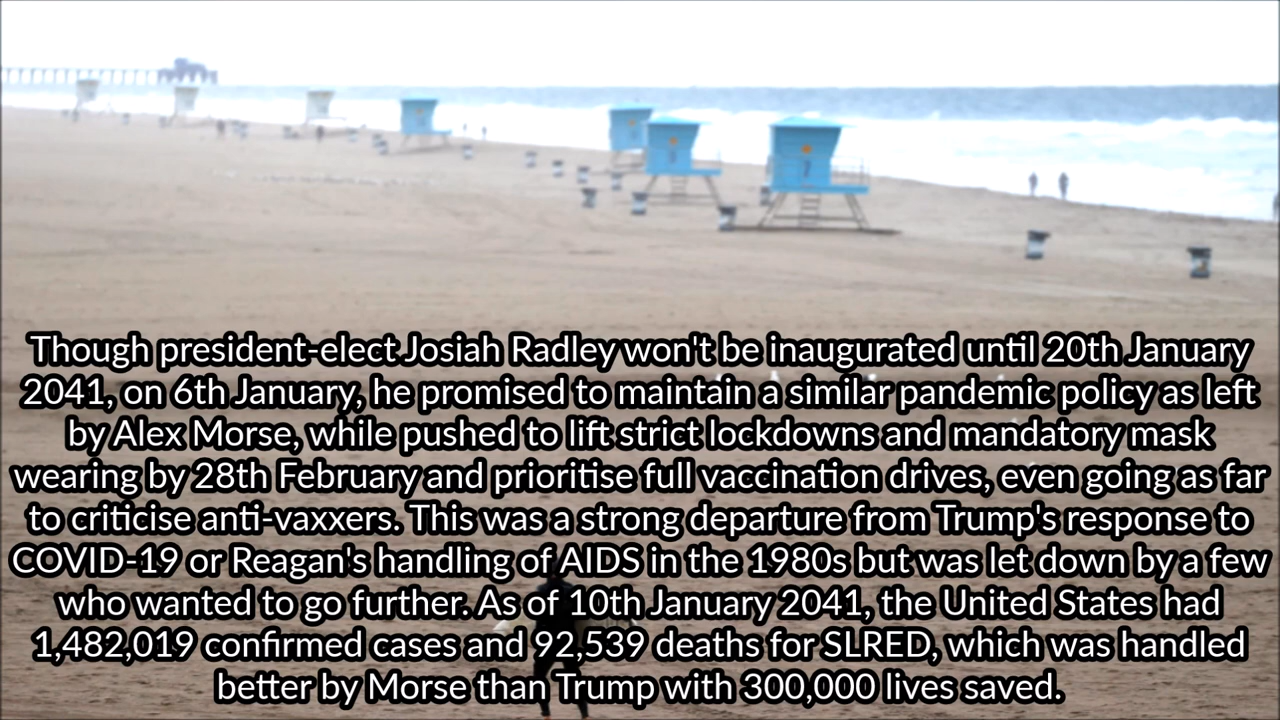 Though president-elect Josiah Radley won't be inaugurated until 20th January
2041, on 6th January, he promised to maintain a similar pandemic policy as left
by Alex Morse, while pushed to lift strict lockdowns and mandatory mask
wearing by 28th February and prioritise full vaccination drives, even going as far
to criticise anti-vaxxers. This was a strong departure from Trump's response to
COVID-19 or Reagan's handling of AIDS in the 1980s but was let down by a few
who wanted to go further. As of 10th January 2041, the United States had
1,482,019 confirmed cases and 92,539 deaths for SLRED, which was handled
better by Morse than Trump with 300,000 lives saved.